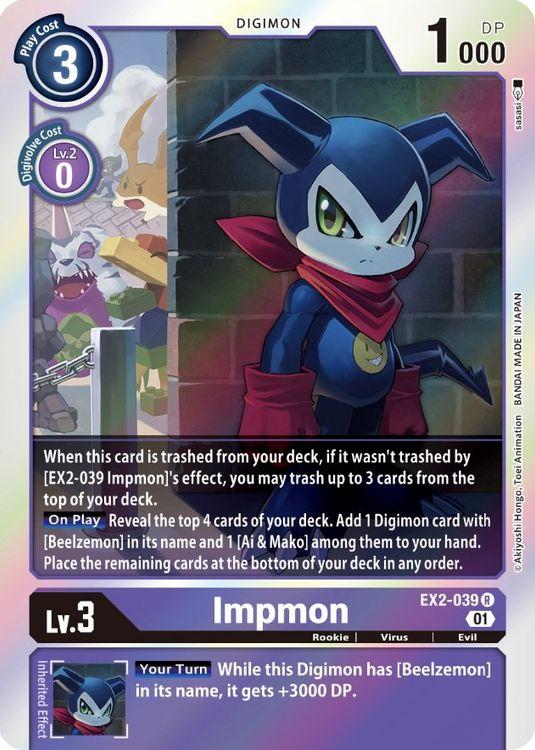 DIGIMON
Play Cost
3
DP
1000
Digivolve Cost
Lv.2
0
sasasi
When this card is trashed from your deck, if it wasn't trashed by
[EX2-039 Impmon]'s effect, you may trash up to 3 cards from the
top of your deck.
On Play Reveal the top 4 cards of your deck. Add 1 Digimon card with
[Beelzemon] in its name and 1 [Ai & Mako] among them to your hand.
Place the remaining cards at the bottom of your deck in any order.
©Akiyoshi Hongo, Toei Animation BANDAI MADE IN JAPAN
Lv.3
Impmon
EX2-039 R
01
Rookie | Virus | Evil
Inherited Effect
Your Turn While this Digimon has [Beelzemon]
in its name, it gets +3000 DP.